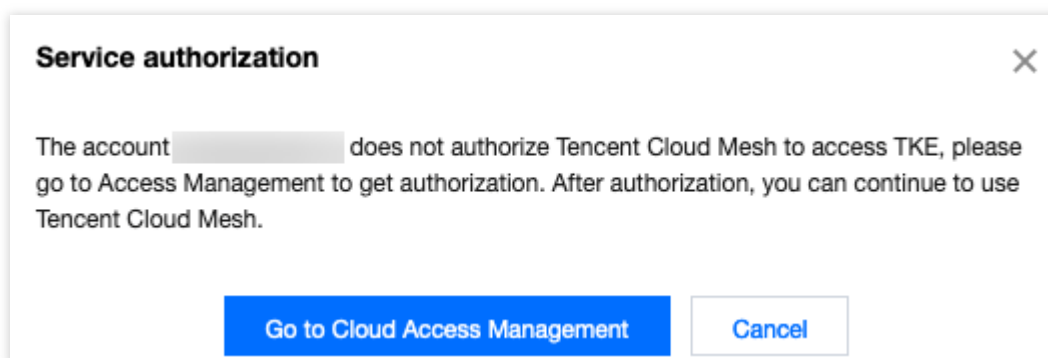 Service authorization
The account does not authorize Tencent Cloud Mesh to access TKE, please
go to Access Management to get authorization. After authorization, you can continue to use
Tencent Cloud Mesh.
Go to Cloud Access Management
Cancel